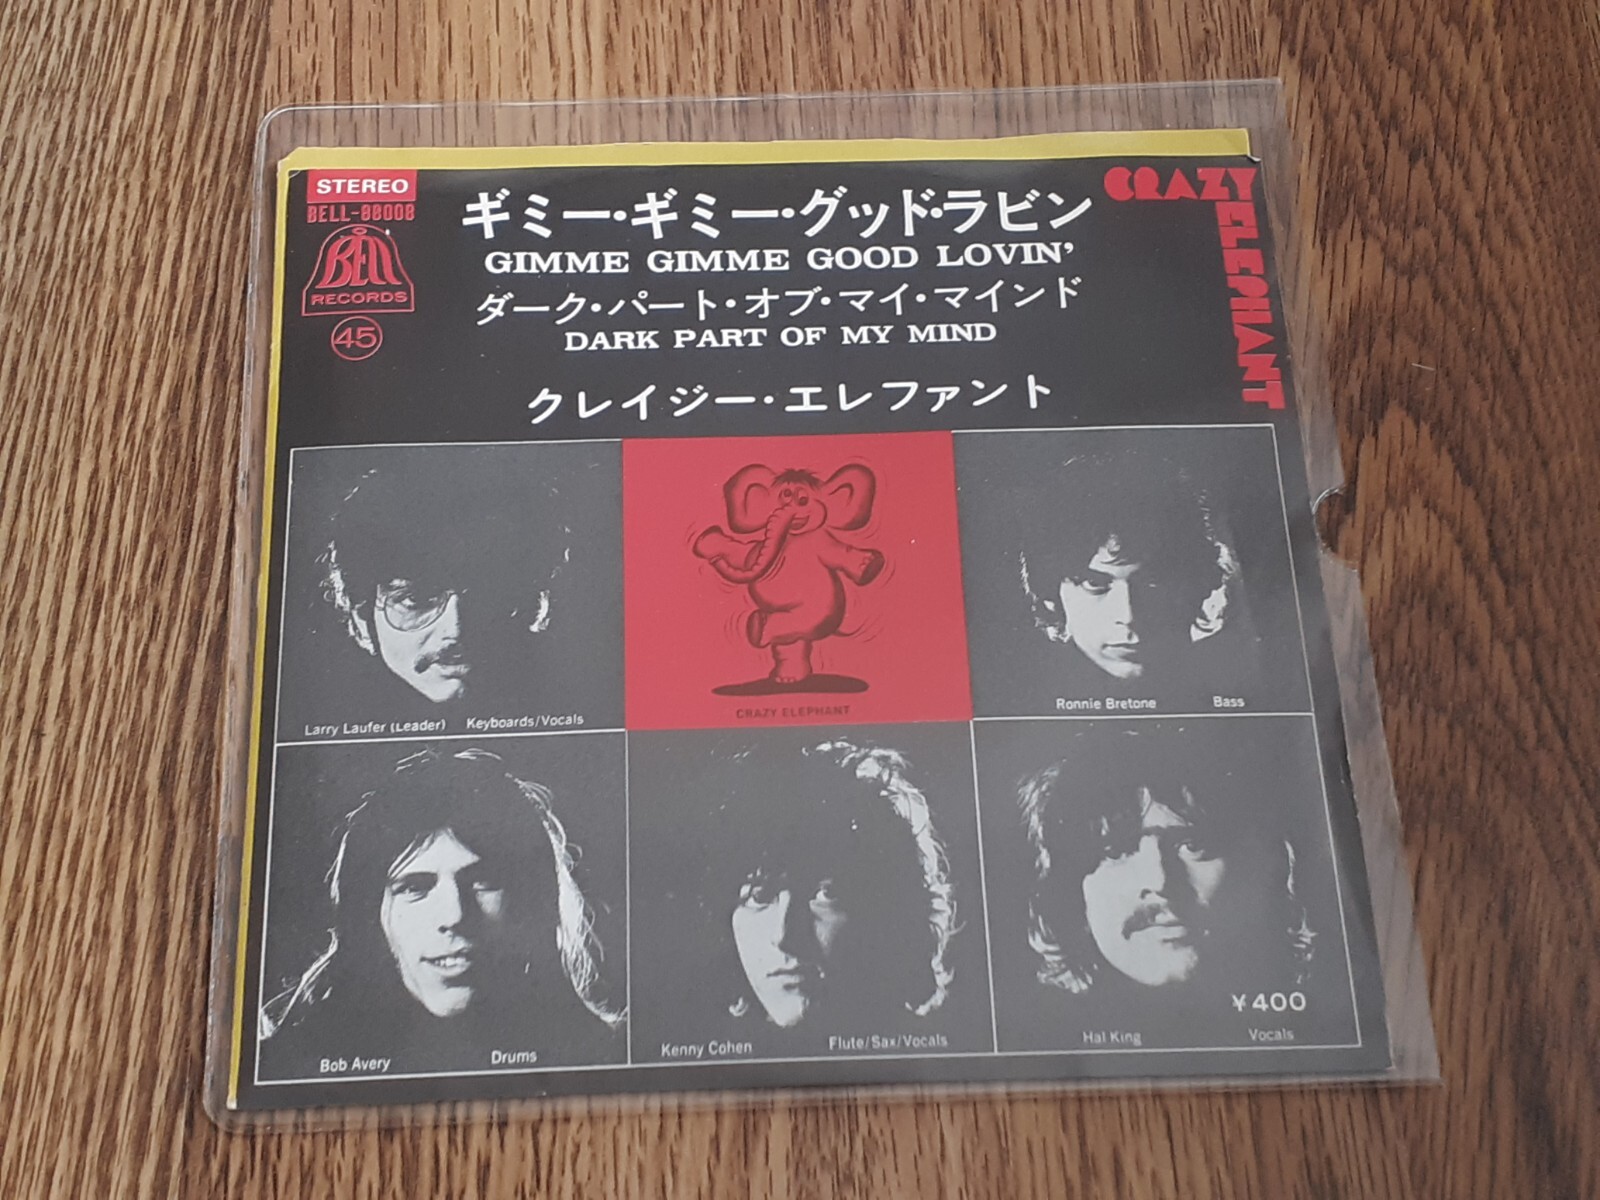 STEREO
BELL-00008
BELL
RECORDS
45
ギミー・ギミー・グッド・ラビン
GIMME GIMME GOOD LOVIN'
ダーク・パート・オブ・マイ・マインド
DARK PART OF MY MIND
クレイジー・エレファント
CRAZY
ELEPHANT
Larry Laufer (Leader) Keyboards/Vocals
CRAZY ELEPHANT
Ronnie Bretone Bass
Bob Avery Drums
Kenny Cohen Flute/Sax/Vocals
¥400
Hal King Vocals